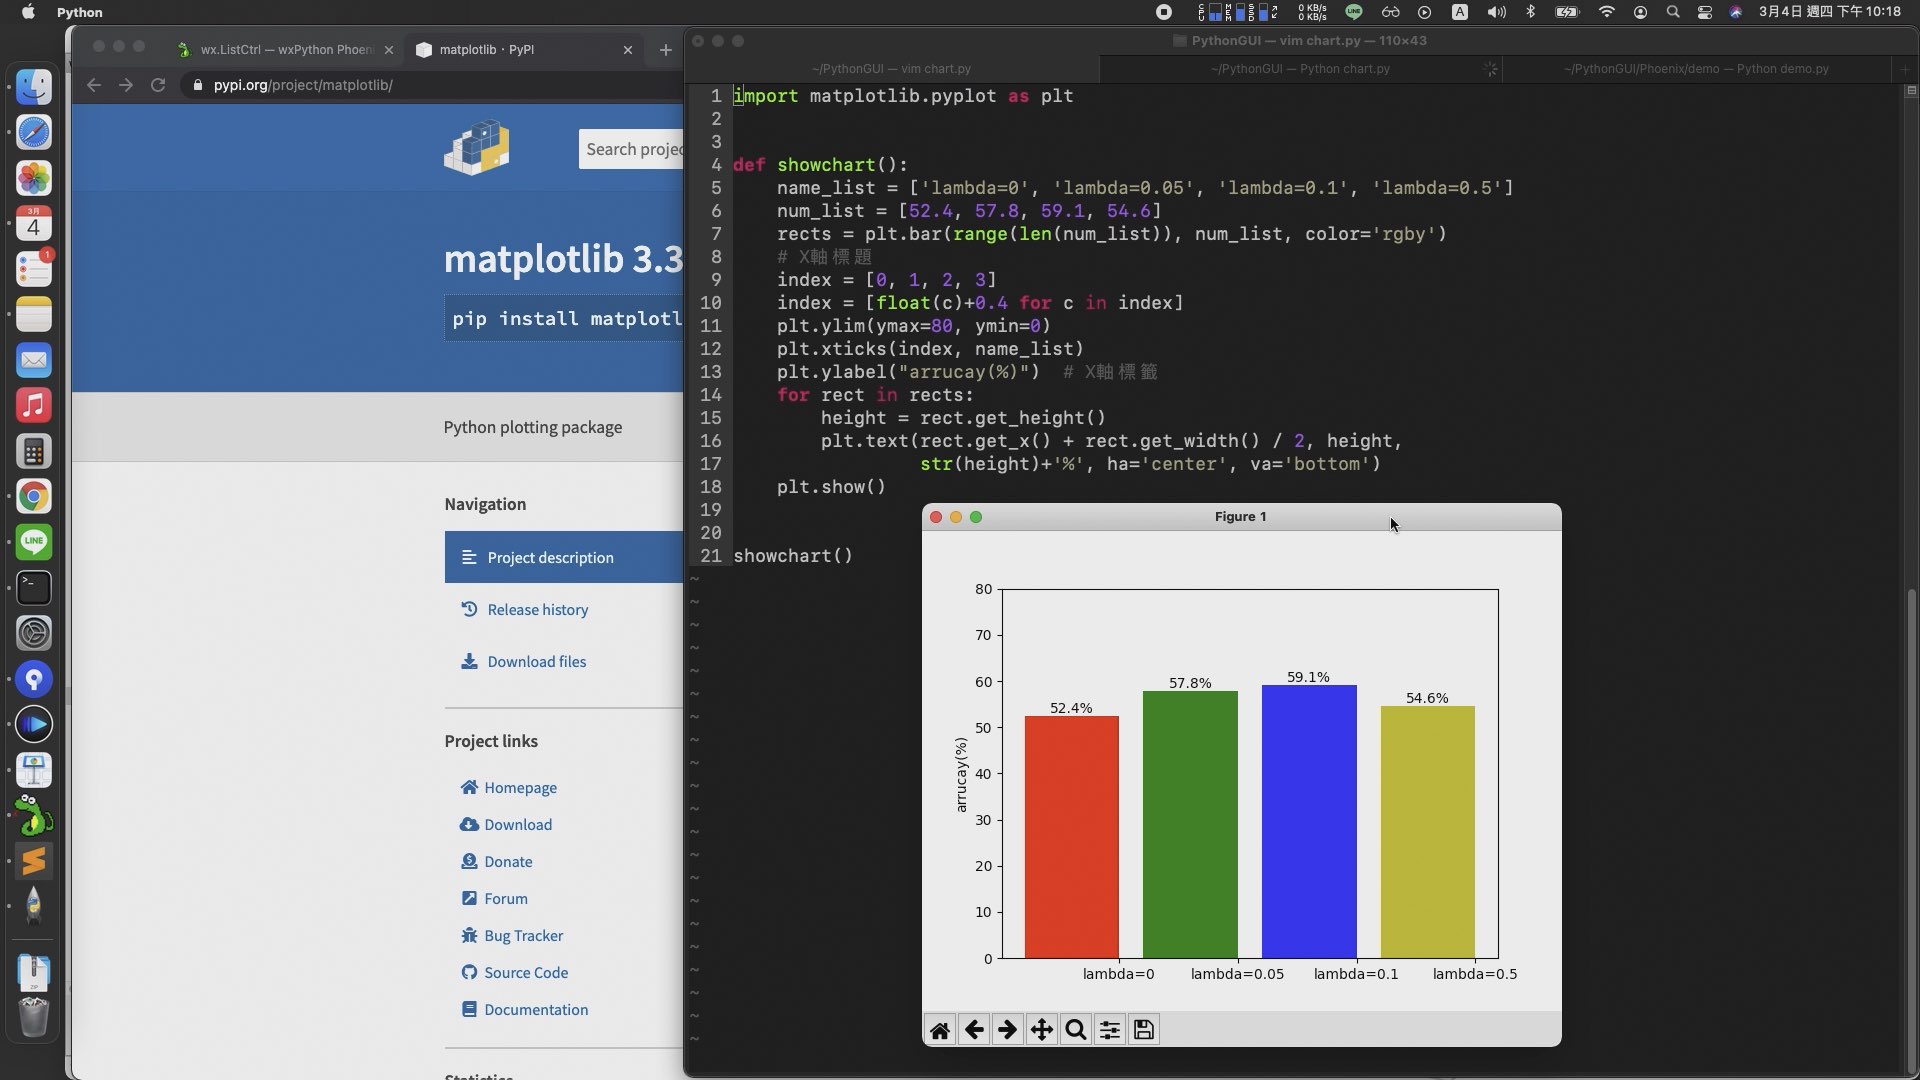 Python
CPU
MEM
SSD
0 KB/s
0 KB/s
LINE
A
3月4日 週四 下午 10:18
3月
4
1
LINE
ZIP
wx.ListCtrl — wxPython Phoeni
matplotlib · PyPI
pypi.org/project/matplotlib/
Search projec
matplotlib 3.3
pip install matplotl
Python plotting package
Navigation
Project description
Release history
Download files
Project links
Homepage
Download
Donate
Forum
Bug Tracker
Source Code
Documentation
PythonGUI — vim chart.py — 110×43
~/PythonGUI — vim chart.py
~/PythonGUI — Python chart.py
~/PythonGUI/Phoenix/demo — Python demo.py
1 import matplotlib.pyplot as plt
2
3
4 def showchart():
5     name_list = ['lambda=0', 'lambda=0.05', 'lambda=0.1', 'lambda=0.5']
6     num_list = [52.4, 57.8, 59.1, 54.6]
7     rects = plt.bar(range(len(num_list)), num_list, color='rgby')
8     # X軸標題
9     index = [0, 1, 2, 3]
10     index = [float(c)+0.4 for c in index]
11     plt.ylim(ymax=80, ymin=0)
12     plt.xticks(index, name_list)
13     plt.ylabel("arrucay(%)")  # X軸標籤
14     for rect in rects:
15         height = rect.get_height()
16         plt.text(rect.get_x() + rect.get_width() / 2, height,
17                  str(height)+'%', ha='center', va='bottom')
18     plt.show()
19
20
21 showchart()
Figure 1
80
70
60
50
40
30
20
10
0
arrucay(%)
52.4%
57.8%
59.1%
54.6%
lambda=0
lambda=0.05
lambda=0.1
lambda=0.5